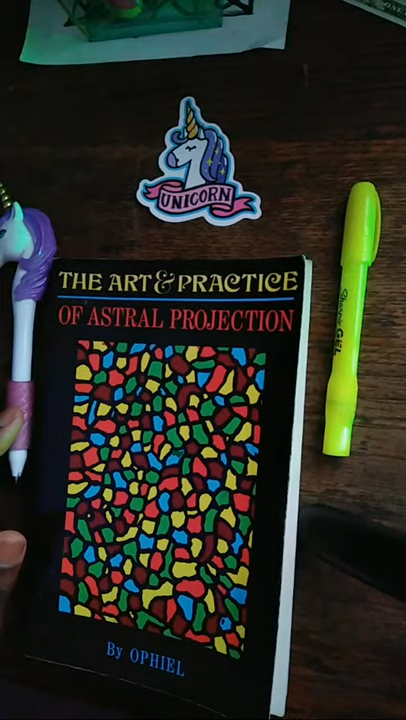 UNICORN
THE ART & PRACTICE
OF ASTRAL PROJECTION
Sharpie GEL
By OPHIEL